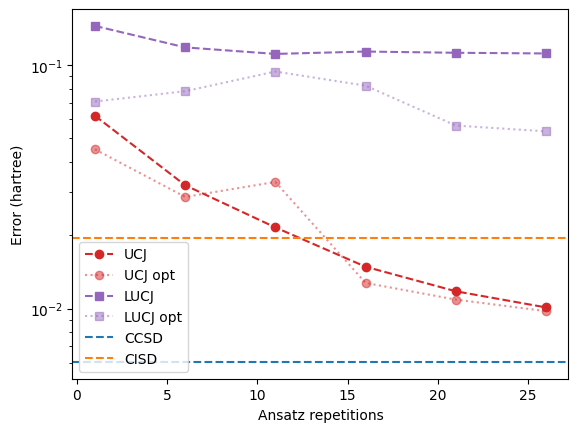 Error (hartree)
10⁻¹
10⁻²
UCJ
UCJ opt
LUCJ
LUCJ opt
CCSD
CISD
0 5 10 15 20 25
Ansatz repetitions